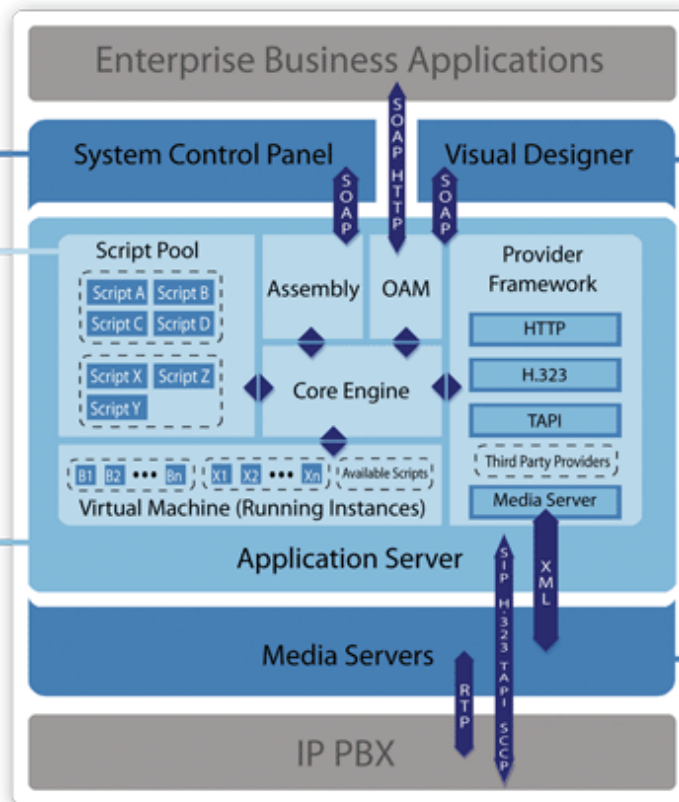 Enterprise Business Applications
SOAP HTTP
System Control Panel
Visual Designer
SOAP
SOAP
Script Pool
Script A
Script B
Script C
Script D
Script X
Script Z
Script Y
Assembly
OAM
Core Engine
Provider
Framework
HTTP
H.323
TAPI
Third Party Providers
Media Server
B1 B2 ••• Bn
X1 X2 ••• Xn
Available Scripts
Virtual Machine (Running Instances)
Application Server
SIP H.323 TAPI SCCP
XML
Media Servers
RTP
IP PBX